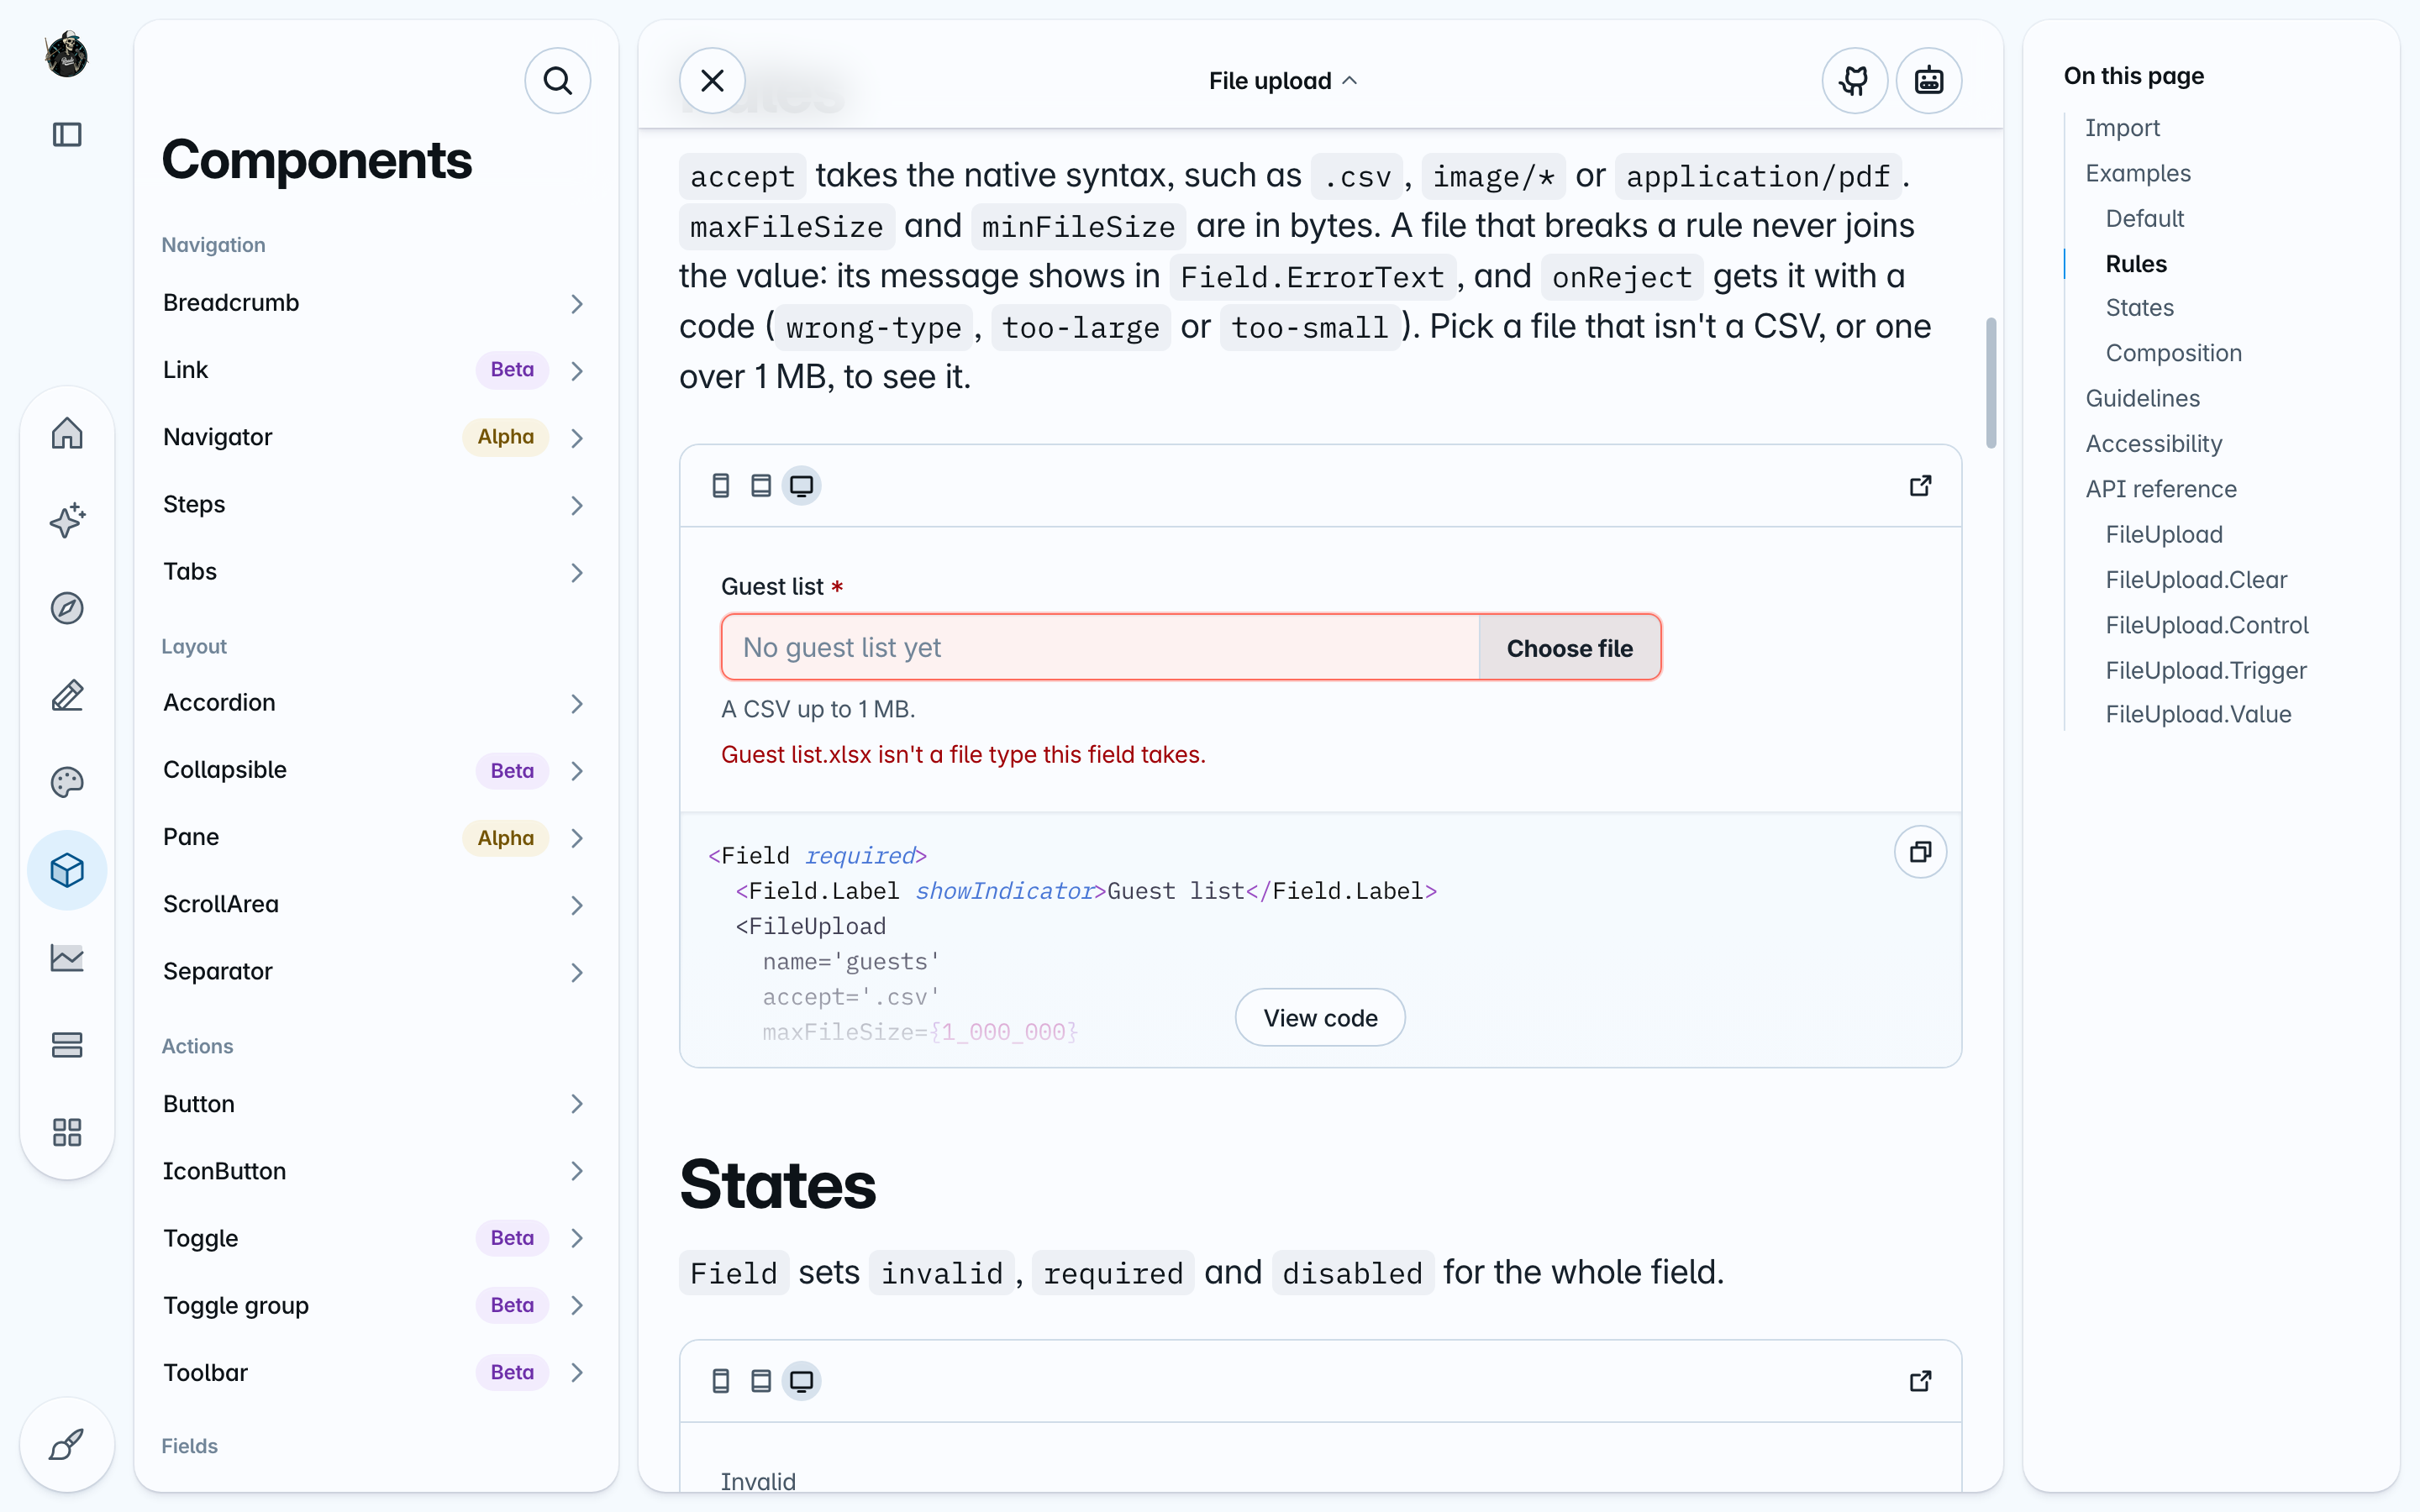 Components
Navigation
Breadcrumb
Link Beta
Navigator Alpha
Steps
Tabs
Layout
Accordion
Collapsible Beta
Pane Alpha
ScrollArea
Separator
Actions
Button
IconButton
Toggle Beta
Toggle group Beta
Toolbar Beta
Fields
File upload
accept takes the native syntax, such as .csv, image/* or application/pdf.
maxFileSize and minFileSize are in bytes. A file that breaks a rule never joins
the value: its message shows in Field.ErrorText, and onReject gets it with a
code (wrong-type, too-large or too-small). Pick a file that isn't a CSV, or one
over 1 MB, to see it.
Guest list *
No guest list yet Choose file
A CSV up to 1 MB.
Guest list.xlsx isn't a file type this field takes.
<Field required>
<Field.Label showIndicator>Guest list</Field.Label>
<FileUpload
name='guests'
accept='.csv'
maxFileSize={1_000_000}
View code
States
Field sets invalid, required and disabled for the whole field.
Invalid
On this page
Import
Examples
Default
Rules
States
Composition
Guidelines
Accessibility
API reference
FileUpload
FileUpload.Clear
FileUpload.Control
FileUpload.Trigger
FileUpload.Value